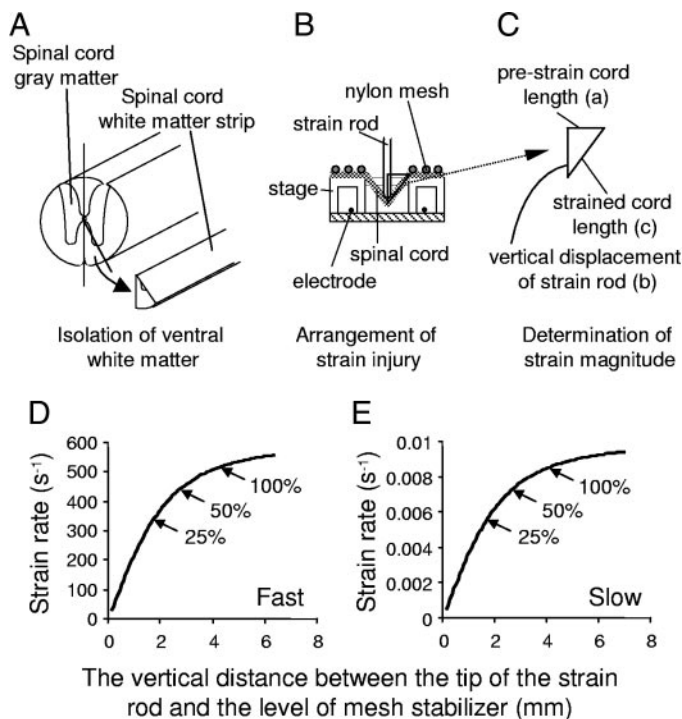 A
Spinal cord
gray matter
Spinal cord
white matter strip
Isolation of ventral
white matter
B
nylon mesh
strain rod
stage
spinal cord
electrode
Arrangement of
strain injury
C
pre-strain cord
length (a)
strained cord
length (c)
vertical displacement
of strain rod (b)
Determination of
strain magnitude
D
Strain rate (s⁻¹)
600
500
400
300
200
100
0
0 2 4 6 8
100%
50%
25%
Fast
E
Strain rate (s⁻¹)
0.01
0.008
0.006
0.004
0.002
0
0 2 4 6 8
100%
50%
25%
Slow
The vertical distance between the tip of the strain
rod and the level of mesh stabilizer (mm)